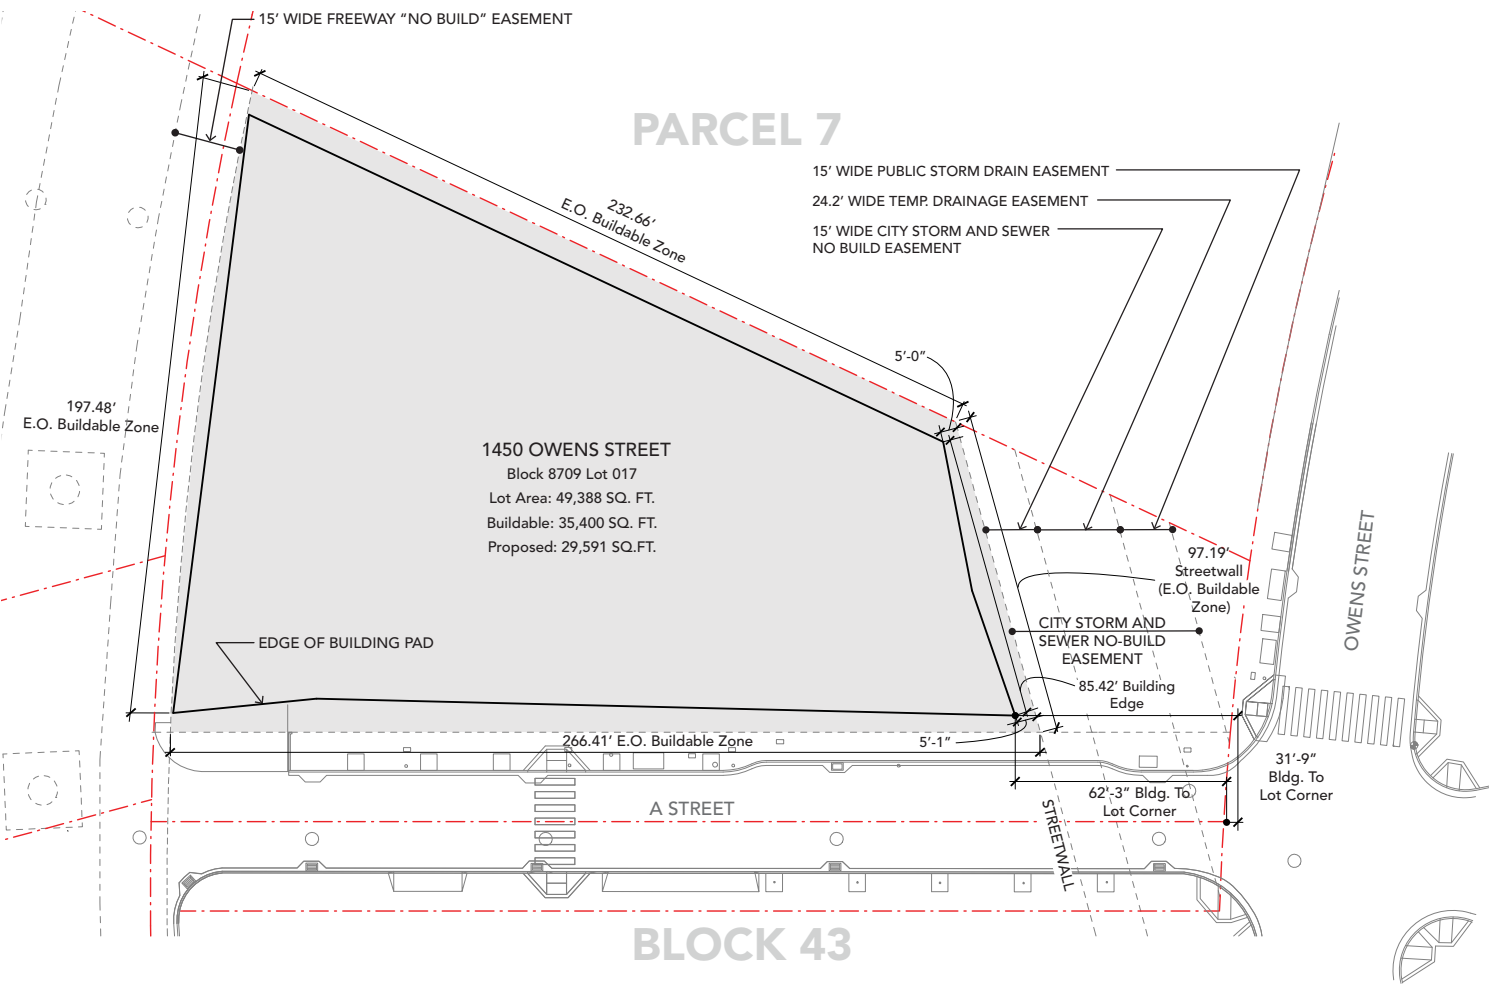 15’ WIDE FREEWAY “NO BUILD” EASEMENT
PARCEL 7
15’ WIDE PUBLIC STORM DRAIN EASEMENT
24.2’ WIDE TEMP. DRAINAGE EASEMENT
15’ WIDE CITY STORM AND SEWER
NO BUILD EASEMENT
232.66’
E.O. Buildable Zone
5’-0”
197.48’
E.O. Buildable Zone
1450 OWENS STREET
Block 8709 Lot 017
Lot Area: 49,388 SQ. FT.
Buildable: 35,400 SQ. FT.
Proposed: 29,591 SQ.FT.
97.19’
Streetwall
(E.O. Buildable
Zone)
OWENS STREET
CITY STORM AND
SEWER NO-BUILD
EASEMENT
EDGE OF BUILDING PAD
85.42’ Building
Edge
266.41’ E.O. Buildable Zone
5’-1”
31’-9”
Bldg. To
Lot Corner
62’-3” Bldg. To
Lot Corner
A STREET
STREETWALL
BLOCK 43